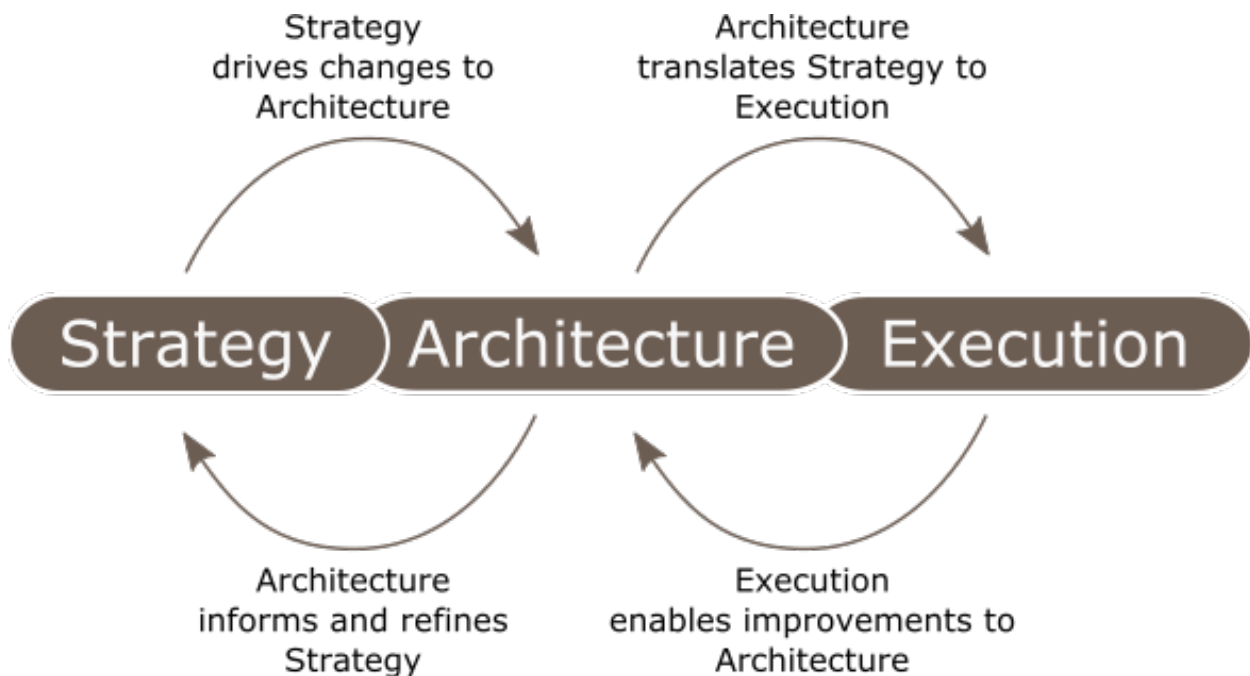 Strategy
drives changes to
Architecture
Architecture
translates Strategy to
Execution
Strategy
Architecture
Execution
Architecture
informs and refines
Strategy
Execution
enables improvements to
Architecture